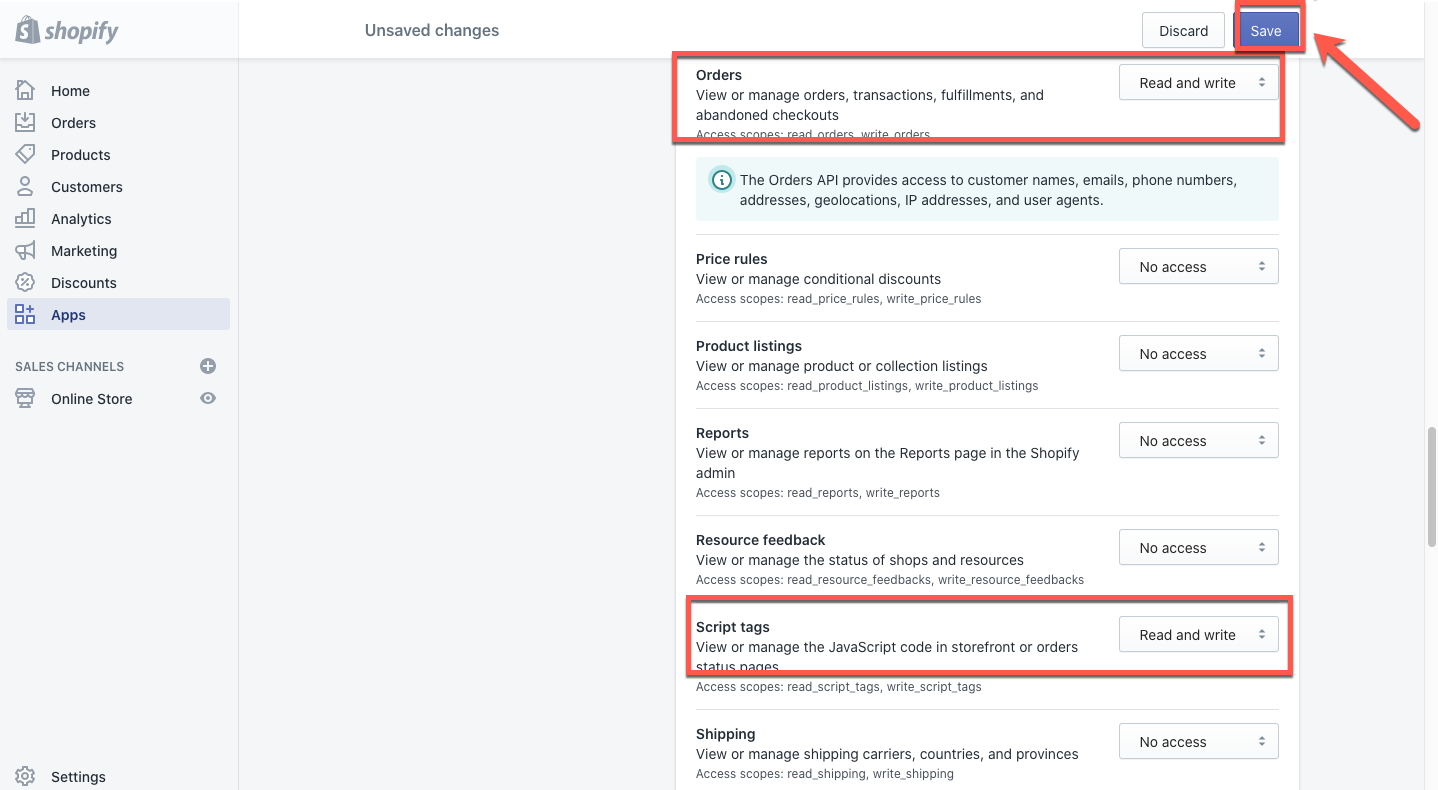 shopify
Unsaved changes
Discard
Save
Home
Orders
Products
Customers
Analytics
Marketing
Discounts
Apps
SALES CHANNELS
Online Store
Settings
Orders
Read and write
View or manage orders, transactions, fulfillments, and
abandoned checkouts
Access scopes: read_orders, write_orders
The Orders API provides access to customer names, emails, phone numbers,
addresses, geolocations, IP addresses, and user agents.
Price rules
No access
View or manage conditional discounts
Access scopes: read_price_rules, write_price_rules
Product listings
No access
View or manage product or collection listings
Access scopes: read_product_listings, write_product_listings
Reports
No access
View or manage reports on the Reports page in the Shopify
admin
Access scopes: read_reports, write_reports
Resource feedback
No access
View or manage the status of shops and resources
Access scopes: read_resource_feedbacks, write_resource_feedbacks
Script tags
Read and write
View or manage the JavaScript code in storefront or orders
status pages
Access scopes: read_script_tags, write_script_tags
Shipping
No access
View or manage shipping carriers, countries, and provinces
Access scopes: read_shipping, write_shipping